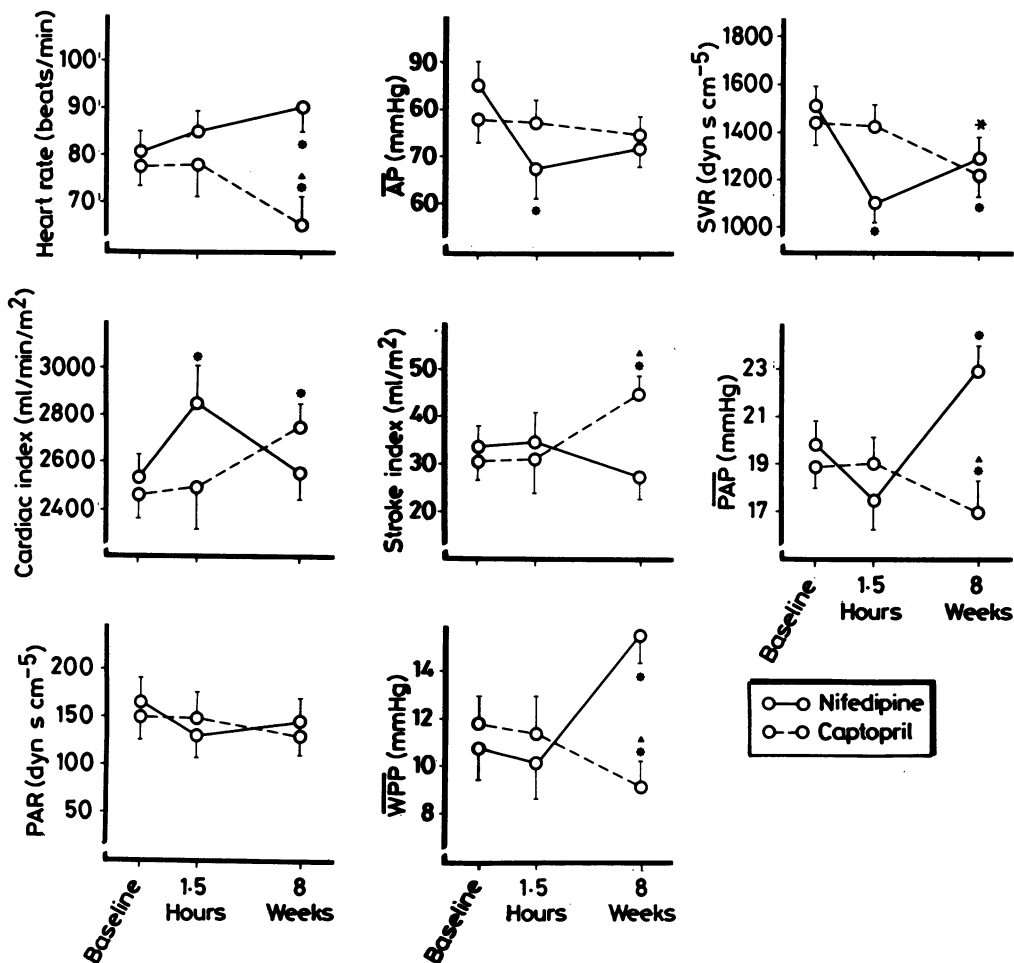 Heart rate (beats/min)
100
90
80
70
AP (mmHg)
90
60
70
60
SVR (dyn s cm⁻⁵)
1800
1600
1400
1200
1000
Cardiac index (ml/min/m²)
3000
2800
2600
2400
Stroke index (ml/m²)
50
40
30
20
PAP (mmHg)
23
21
19
17
Baseline
1·5
Hours
8
Weeks
PAR (dyn s cm⁻⁵)
200
150
100
50
Baseline
1·5
Hours
8
Weeks
WPP (mmHg)
14
12
10
8
Baseline
1·5
Hours
8
Weeks
Nifedipine
Captopril